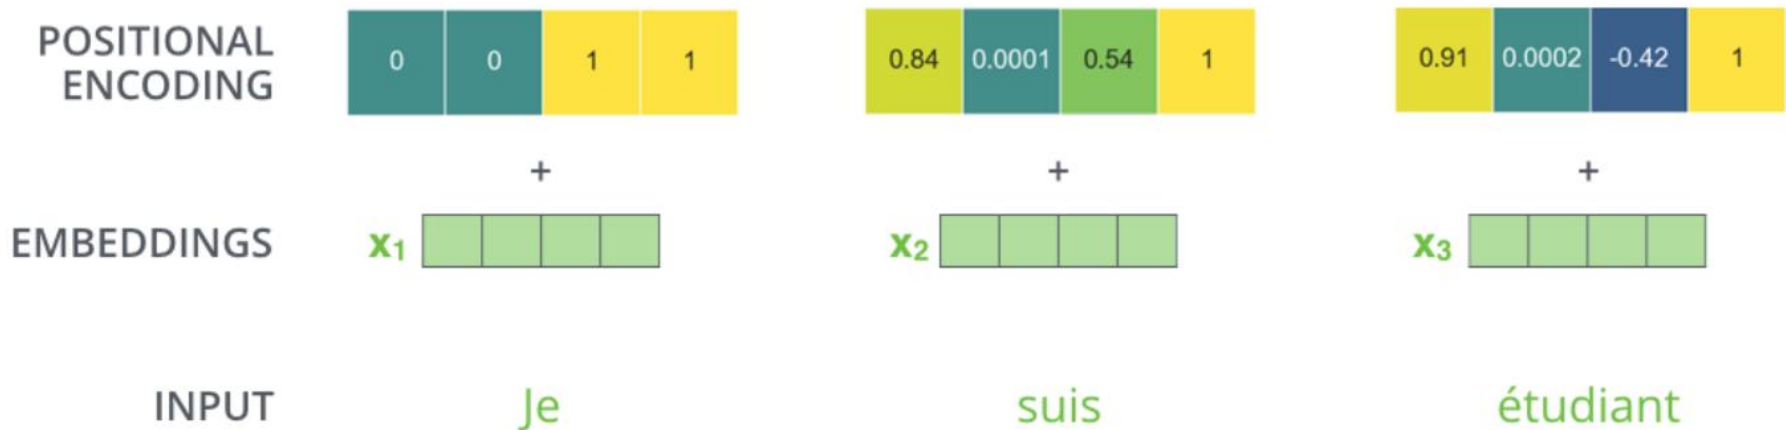 POSITIONAL
ENCODING
0 0 1 1
0.84 0.0001 0.54 1
0.91 0.0002 -0.42 1
+ + +
EMBEDDINGS
x₁ x₂ x₃
INPUT
Je suis étudiant